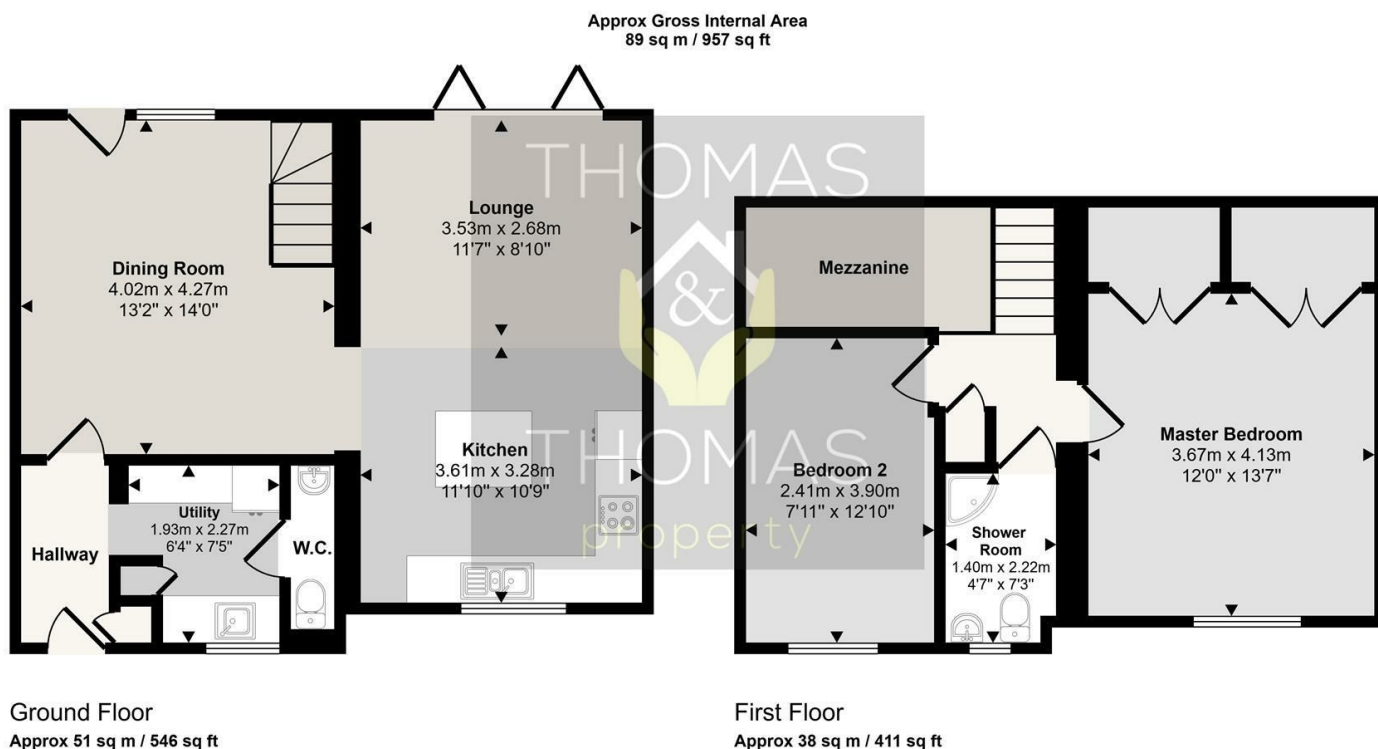 Approx Gross Internal Area
89 sq m / 957 sq ft
THOMAS
&
THOMAS
property
Dining Room
4.02m x 4.27m
13'2" x 14'0"
Lounge
3.53m x 2.68m
11'7" x 8'10"
Kitchen
3.61m x 3.28m
11'10" x 10'9"
Utility
1.93m x 2.27m
6'4" x 7'5"
W.C.
Hallway
Mezzanine
Bedroom 2
2.41m x 3.90m
7'11" x 12'10"
Shower
Room
1.40m x 2.22m
4'7" x 7'3"
Master Bedroom
3.67m x 4.13m
12'0" x 13'7"
Ground Floor
Approx 51 sq m / 546 sq ft
First Floor
Approx 38 sq m / 411 sq ft